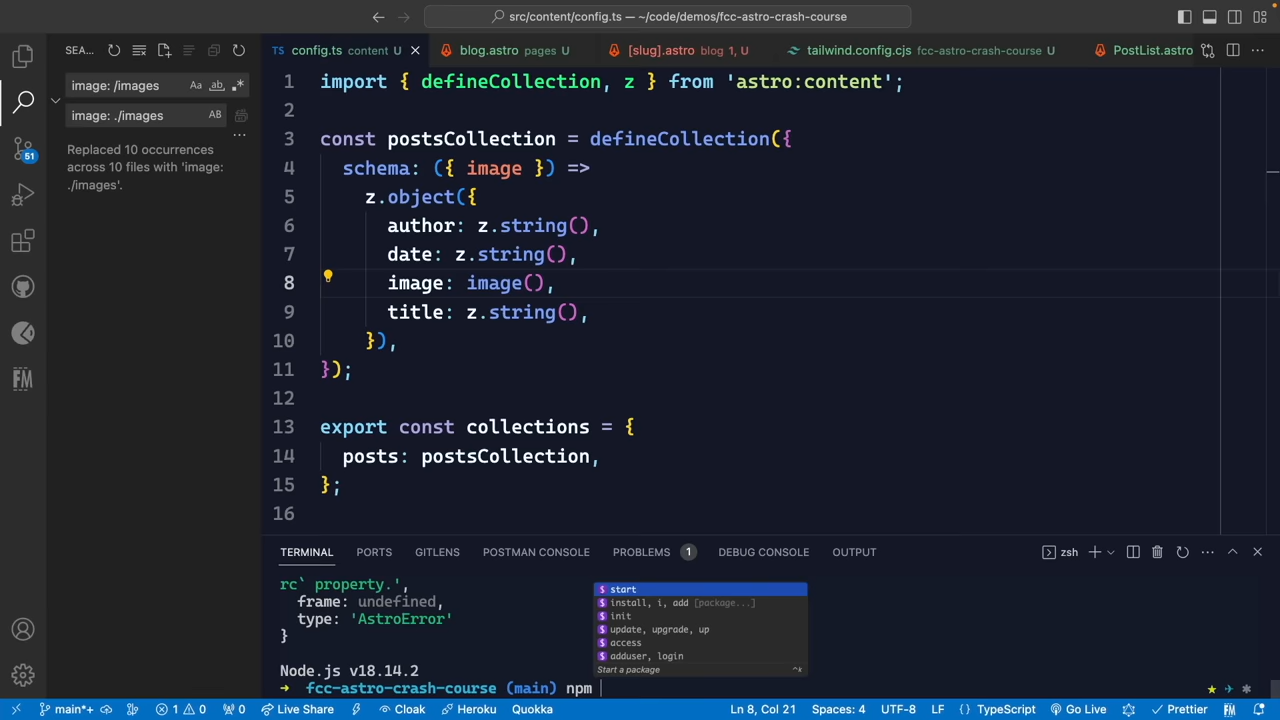 src/content/config.ts — ~/code/demos/fcc-astro-crash-course
SEA...
TS config.ts content U
blog.astro pages U
[slug].astro blog 1, U
tailwind.config.cjs fcc-astro-crash-course U
PostList.astro
image: /images
Aa ab
image: ./images
AB
Replaced 10 occurrences
across 10 files with 'image:
./images'.
51
FM
1 import { defineCollection, z } from 'astro:content';
2
3 const postsCollection = defineCollection({
4 schema: ({ image }) =>
5 z.object({
6 author: z.string(),
7 date: z.string(),
8 image: image(),
9 title: z.string(),
10 }),
11 });
12
13 export const collections = {
14 posts: postsCollection,
15 };
16
TERMINAL PORTS GITLENS POSTMAN CONSOLE PROBLEMS 1 DEBUG CONSOLE OUTPUT
zsh
rc` property.',
frame: undefined,
type: 'AstroError'
}
Node.js v18.14.2
→ fcc-astro-crash-course (main) npm
$ start
$ install, i, add [package...]
$ init
$ update, upgrade, up
$ access
$ adduser, login
Start a package ^k
main*+ 1 0 0 Live Share Cloak Heroku Quokka Ln 8, Col 21 Spaces: 4 UTF-8 LF {} TypeScript Go Live Prettier FM